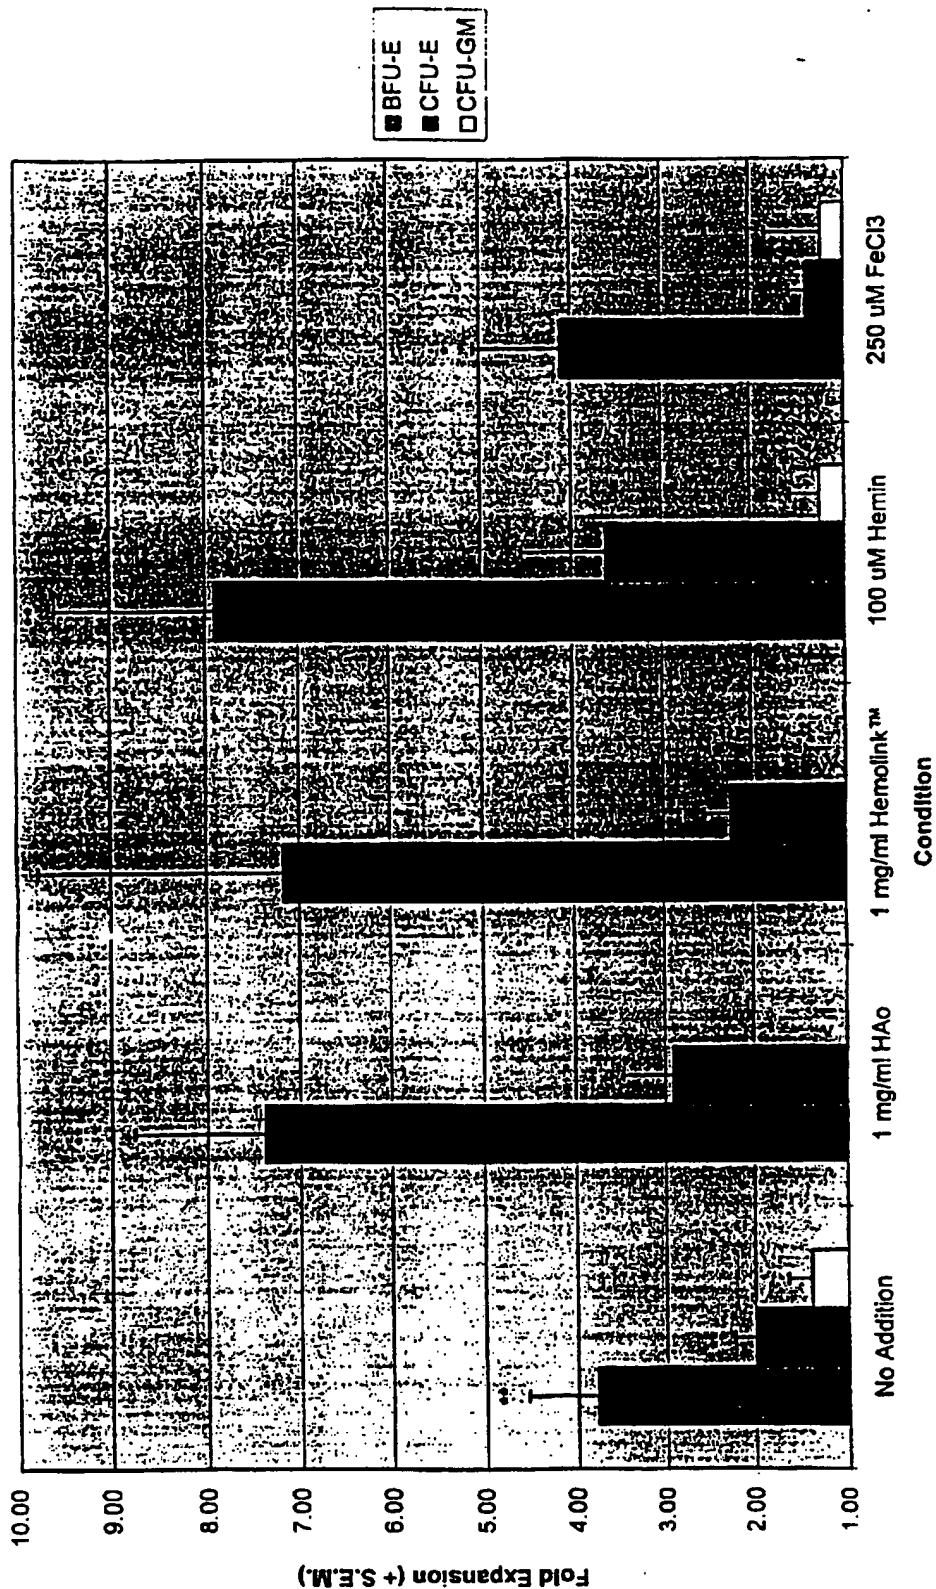 Fold Expansion (+ S.E.M.)
10.00
9.00
8.00
7.00
6.00
5.00
4.00
3.00
2.00
1.00
No Addition
1 mg/ml HAo
1 mg/ml Hemolink™
100 uM Hemin
250 uM FeCl3
Condition
BFU-E
CFU-E
CFU-GM